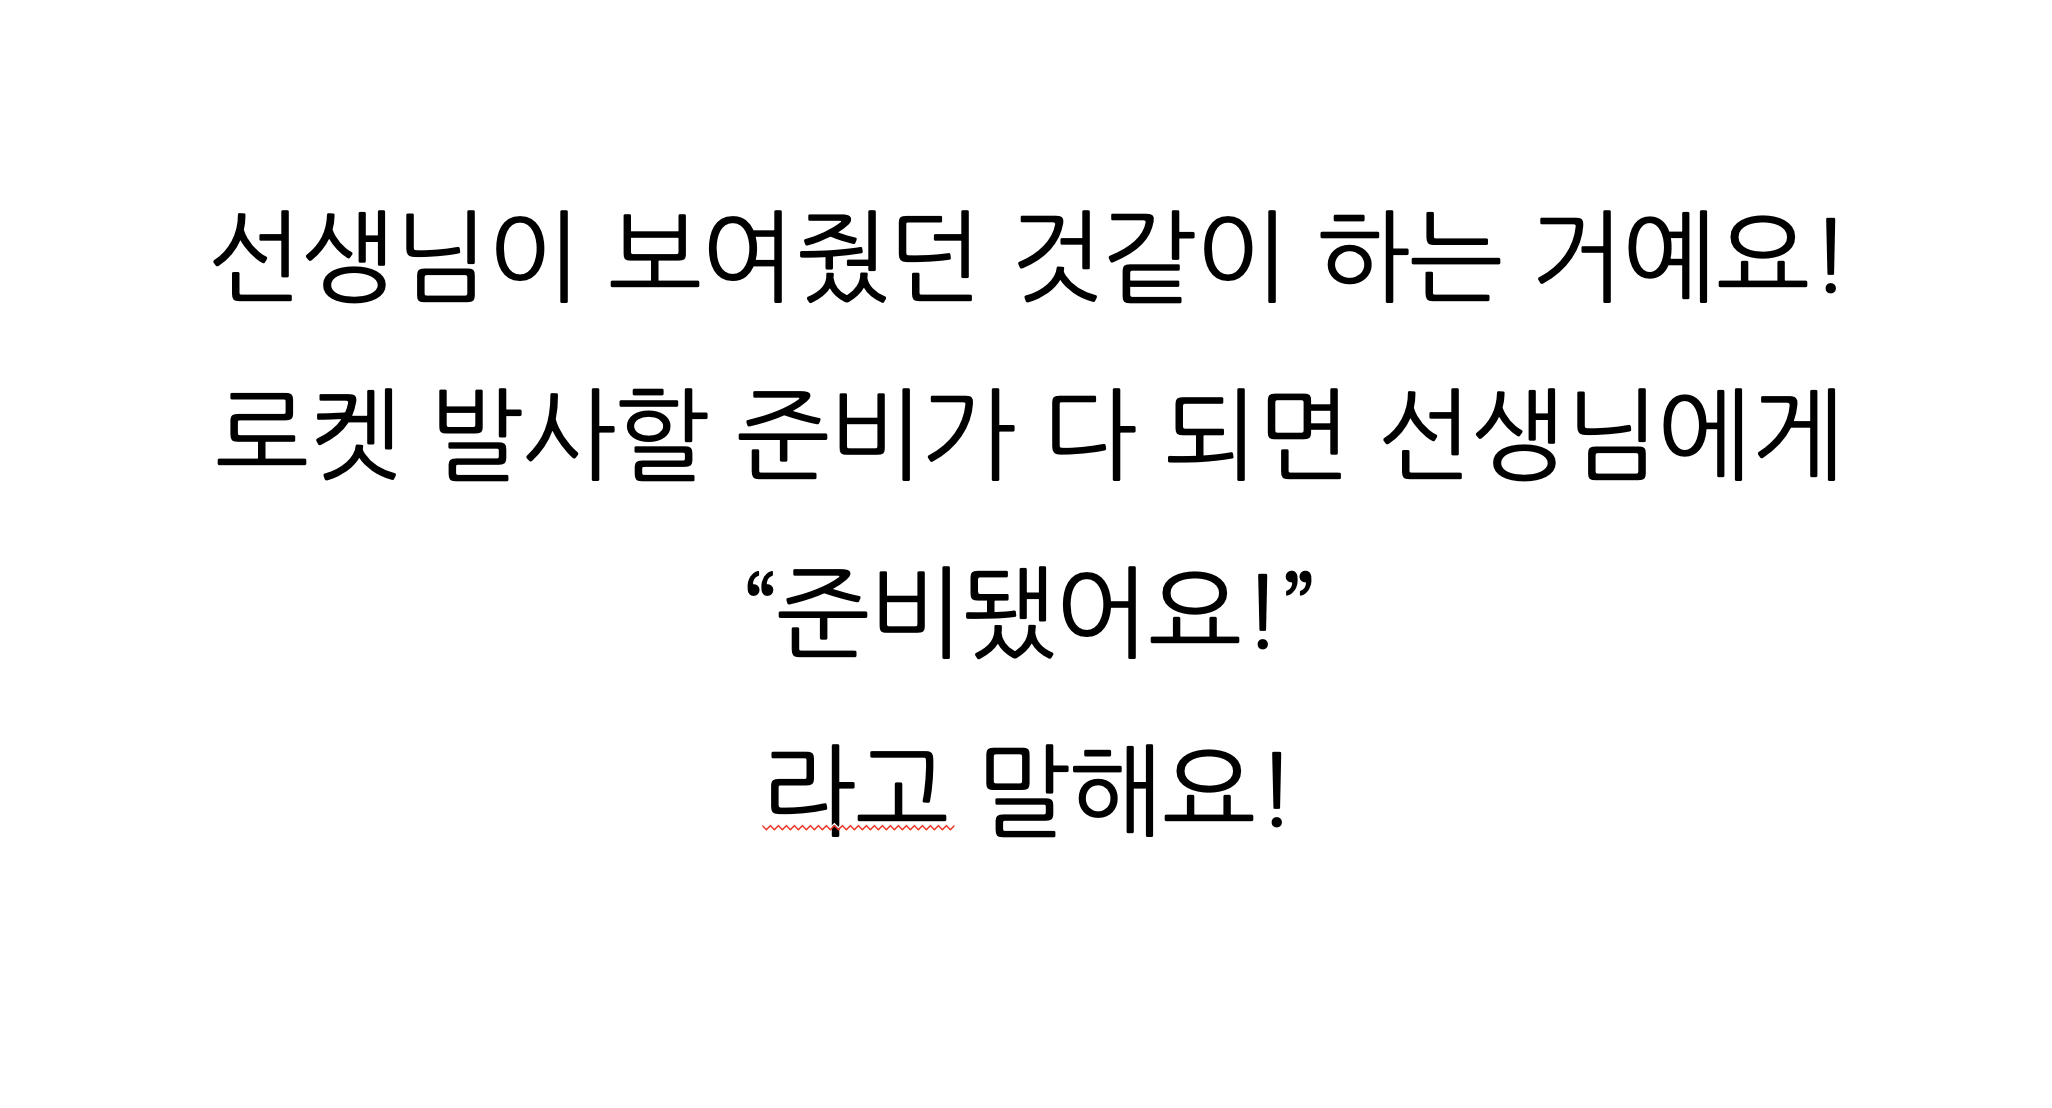 선생님이 보여줬던 것같이 하는 거예요!
로켓 발사할 준비가 다 되면 선생님에게
“준비됐어요!”
라고 말해요!